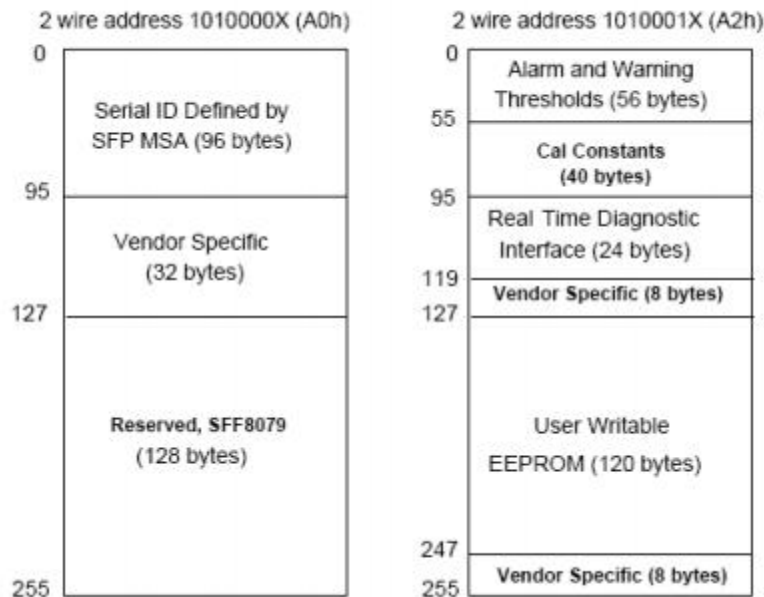 2 wire address 1010000X (A0h)
0
Serial ID Defined by
SFP MSA (96 bytes)
95
Vendor Specific
(32 bytes)
127
Reserved, SFF8079
(128 bytes)
255
2 wire address 1010001X (A2h)
0
Alarm and Warning
Thresholds (56 bytes)
55
Cal Constants
(40 bytes)
95
Real Time Diagnostic
Interface (24 bytes)
119
Vendor Specific (8 bytes)
127
User Writable
EEPROM (120 bytes)
247
Vendor Specific (8 bytes)
255